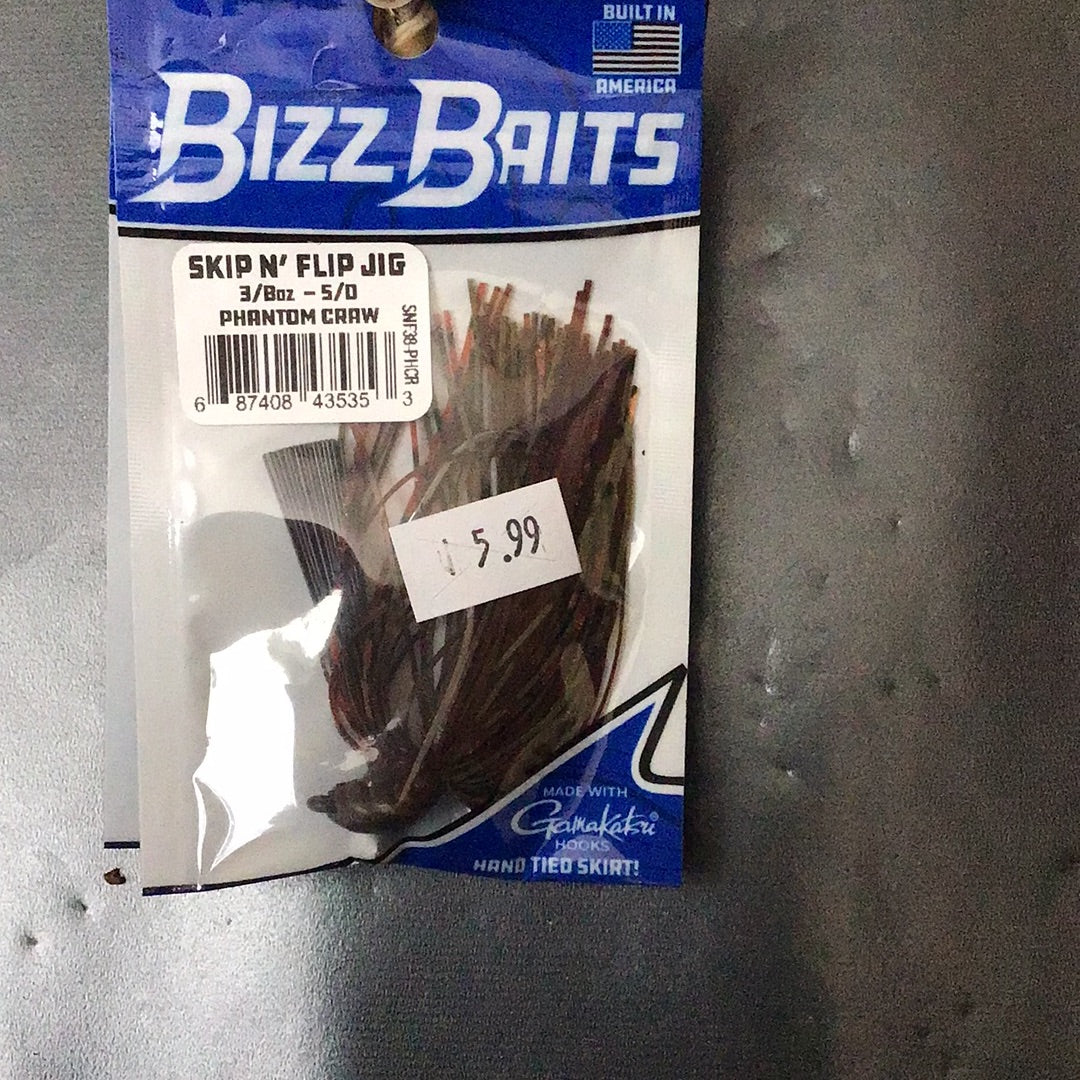 BUILT IN
AMERICA
BIZZ BAITS
SKIP N' FLIP JIG
3/8oz - 5/0
PHANTOM CRAW
SNF38-PHCR
6 87408 43535 3
5.99
MADE WITH
Gamakatsu®
HOOKS
HAND TIED SKIRT!